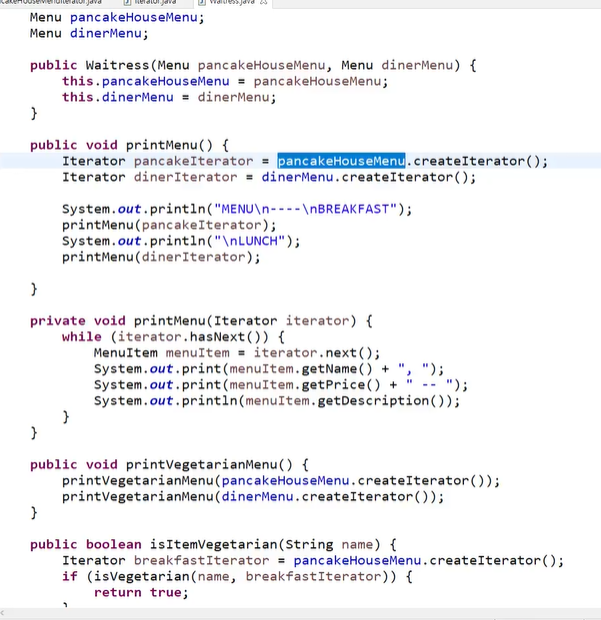 cakeHouseMenuIterator.java Iterator.java Waitress.java
Menu pancakeHouseMenu;
Menu dinerMenu;
public Waitress(Menu pancakeHouseMenu, Menu dinerMenu) {
this.pancakeHouseMenu = pancakeHouseMenu;
this.dinerMenu = dinerMenu;
}
public void printMenu() {
Iterator pancakeIterator = pancakeHouseMenu.createIterator();
Iterator dinerIterator = dinerMenu.createIterator();
System.out.println("MENU\n----\nBREAKFAST");
printMenu(pancakeIterator);
System.out.println("\nLUNCH");
printMenu(dinerIterator);
}
private void printMenu(Iterator iterator) {
while (iterator.hasNext()) {
MenuItem menuItem = iterator.next();
System.out.print(menuItem.getName() + ", ");
System.out.print(menuItem.getPrice() + " -- ");
System.out.println(menuItem.getDescription());
}
}
public void printVegetarianMenu() {
printVegetarianMenu(pancakeHouseMenu.createIterator());
printVegetarianMenu(dinerMenu.createIterator());
}
public boolean isItemVegetarian(String name) {
Iterator breakfastIterator = pancakeHouseMenu.createIterator();
if (isVegetarian(name, breakfastIterator)) {
return true;
}